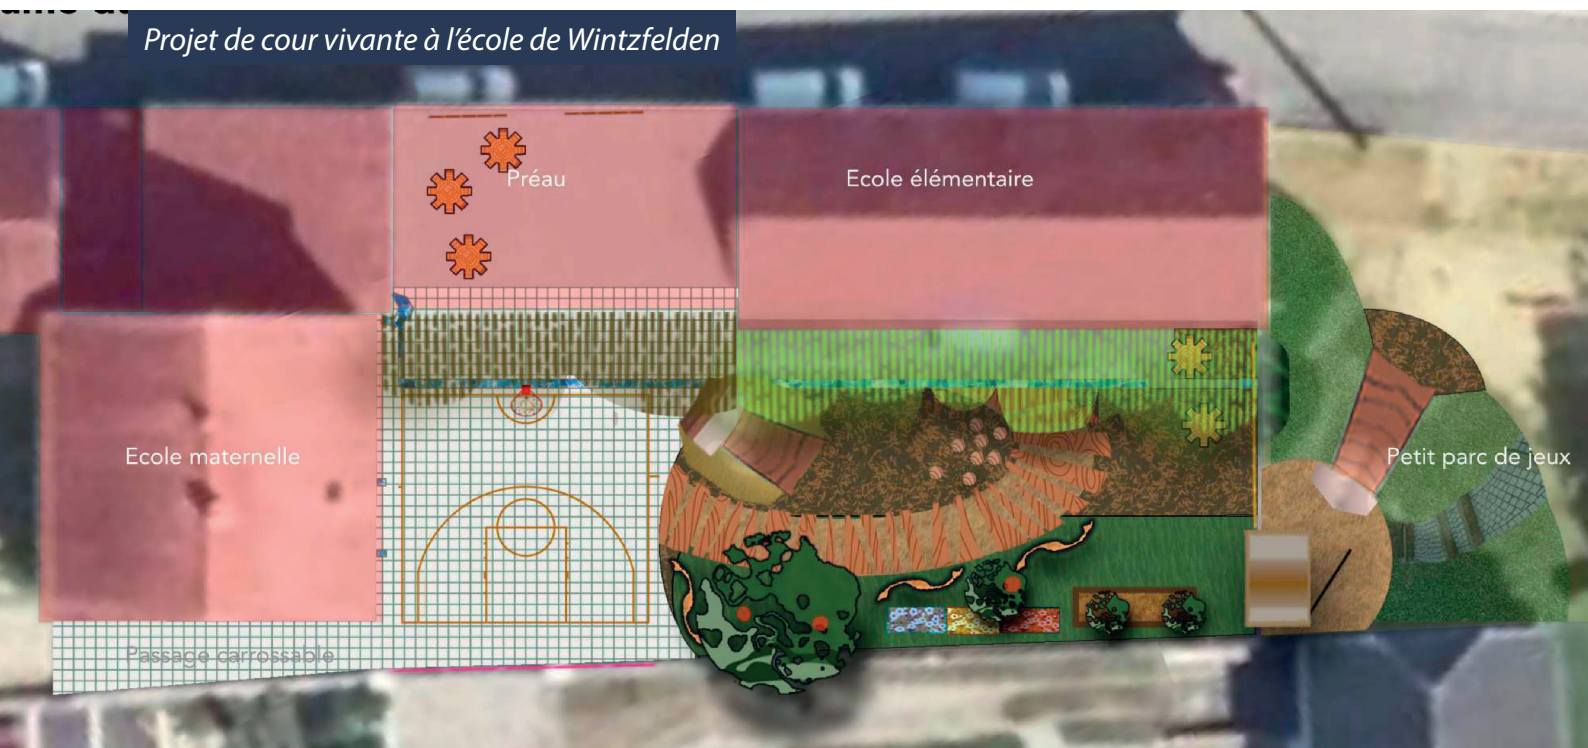 Projet de cour vivante à l'école de Wintzfelden
Préau
Ecole élémentaire
Ecole maternelle
Petit parc de jeux
Passage carrossable